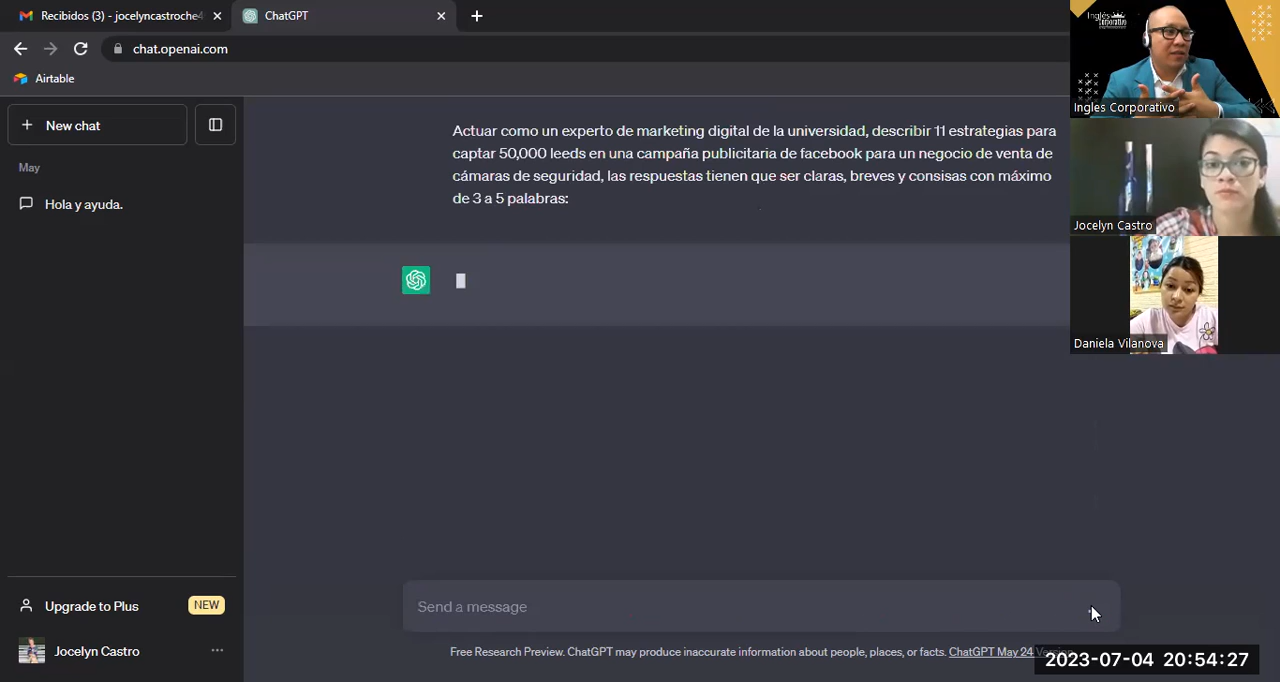 Recibidos (3) - jocelyncastroche4
ChatGPT
chat.openai.com
Airtable
New chat
May
Hola y ayuda.
Actuar como un experto de marketing digital de la universidad, describir 11 estrategias para
captar 50,000 leeds en una campaña publicitaria de facebook para un negocio de venta de
cámaras de seguridad, las respuestas tienen que ser claras, breves y consisas con máximo
de 3 a 5 palabras:
Inglés
Corporativo
Ingles Corporativo
Jocelyn Castro
Daniela Vilanova
Send a message
Free Research Preview. ChatGPT may produce inaccurate information about people, places, or facts. ChatGPT May 24 Version
Upgrade to Plus
NEW
Jocelyn Castro
2023-07-04 20:54:27